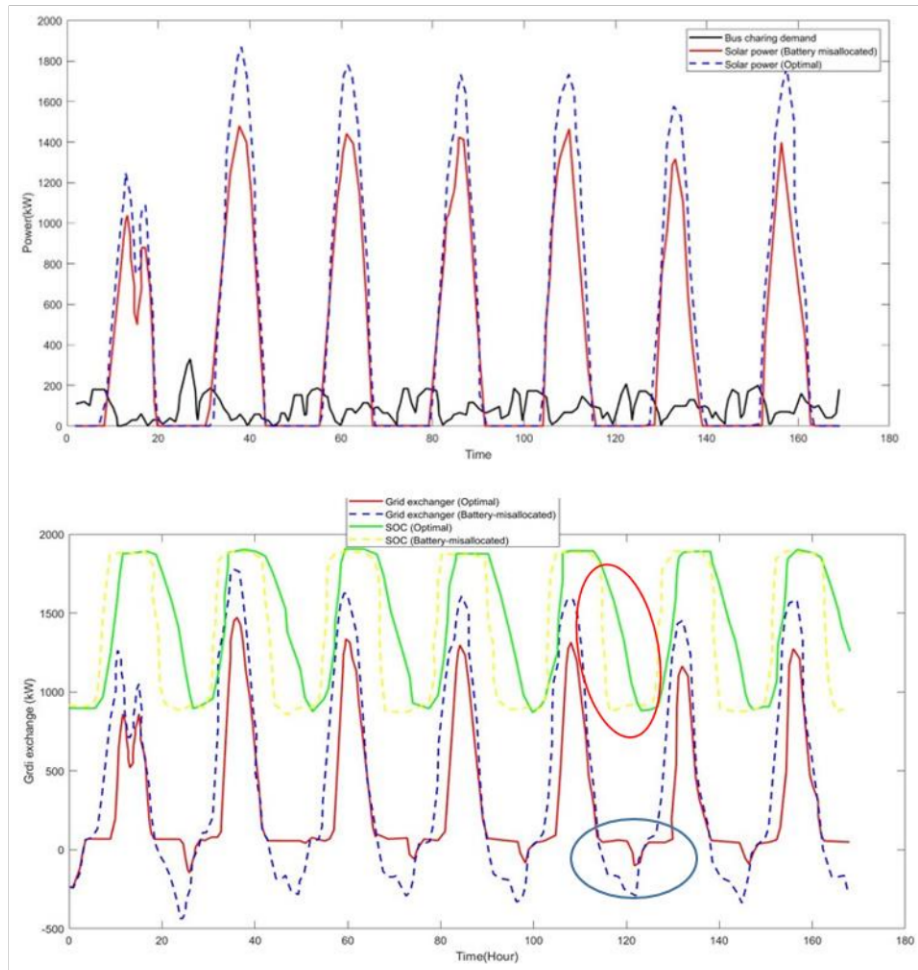 2000
1800
1600
1400
1200
1000
800
600
400
200
0
Power(kW)
Bus charing demand
Solar power (Battery misallocated)
Solar power (Optimal)
0 20 40 60 80 100 120 140 160 180
Time
Grid exchanger (Optimal)
Grid exchanger (Battery-misallocated)
SOC (Optimal)
SOC (Battery-misallocated)
2000
1500
1000
500
0
-500
Grdi exchange (kW)
0 20 40 60 80 100 120 140 160 180
Time(Hour)